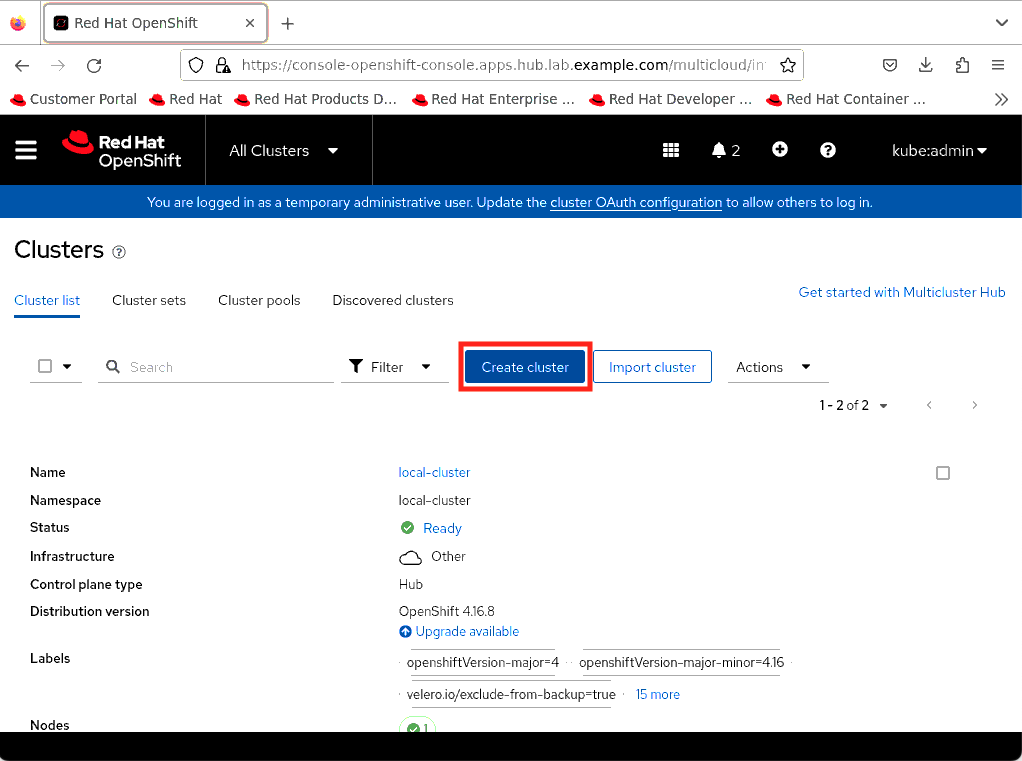 Red Hat OpenShift
https://console-openshift-console.apps.hub.lab.example.com/multicloud/in
Customer Portal Red Hat Red Hat Products D... Red Hat Enterprise ... Red Hat Developer ... Red Hat Container ...
Red Hat
OpenShift
All Clusters
2
kube:admin
You are logged in as a temporary administrative user. Update the cluster OAuth configuration to allow others to log in.
Clusters
Cluster list Cluster sets Cluster pools Discovered clusters
Get started with Multicluster Hub
Search Filter Create cluster Import cluster Actions
1 - 2 of 2
Name local-cluster
Namespace local-cluster
Status Ready
Infrastructure Other
Control plane type Hub
Distribution version OpenShift 4.16.8
Upgrade available
Labels openshiftVersion-major=4 openshiftVersion-major-minor=4.16
velero.io/exclude-from-backup=true 15 more
Nodes 1